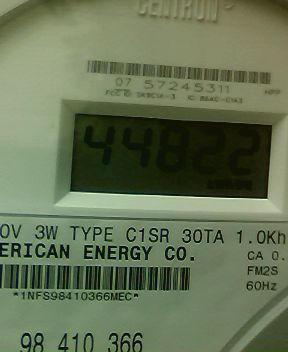 CENTRON
07 57245311
44822
0V 3W TYPE C1SR 30TA 1.0Kh
ERICAN ENERGY CO.
CA 0.
FM2S
60Hz
*1NFS98410366MEC*
98 410 366